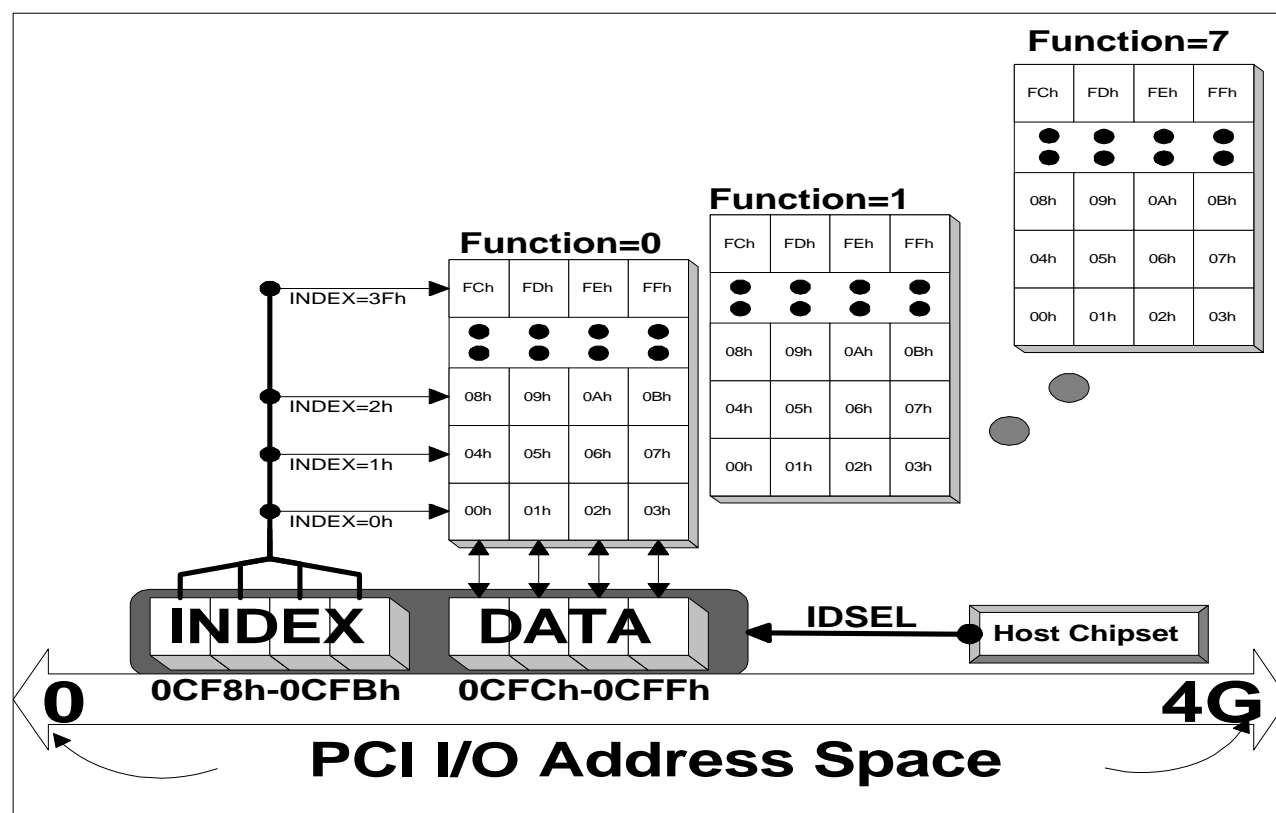 Function=7
FCh FDh FEh FFh
08h 09h 0Ah 0Bh
04h 05h 06h 07h
00h 01h 02h 03h
Function=1
FCh FDh FEh FFh
08h 09h 0Ah 0Bh
04h 05h 06h 07h
00h 01h 02h 03h
Function=0
INDEX=3Fh FCh FDh FEh FFh
INDEX=2h 08h 09h 0Ah 0Bh
INDEX=1h 04h 05h 06h 07h
INDEX=0h 00h 01h 02h 03h
INDEX DATA IDSEL Host Chipset
0CF8h-0CFBh 0CFCh-0CFFh
0 4G
PCI I/O Address Space